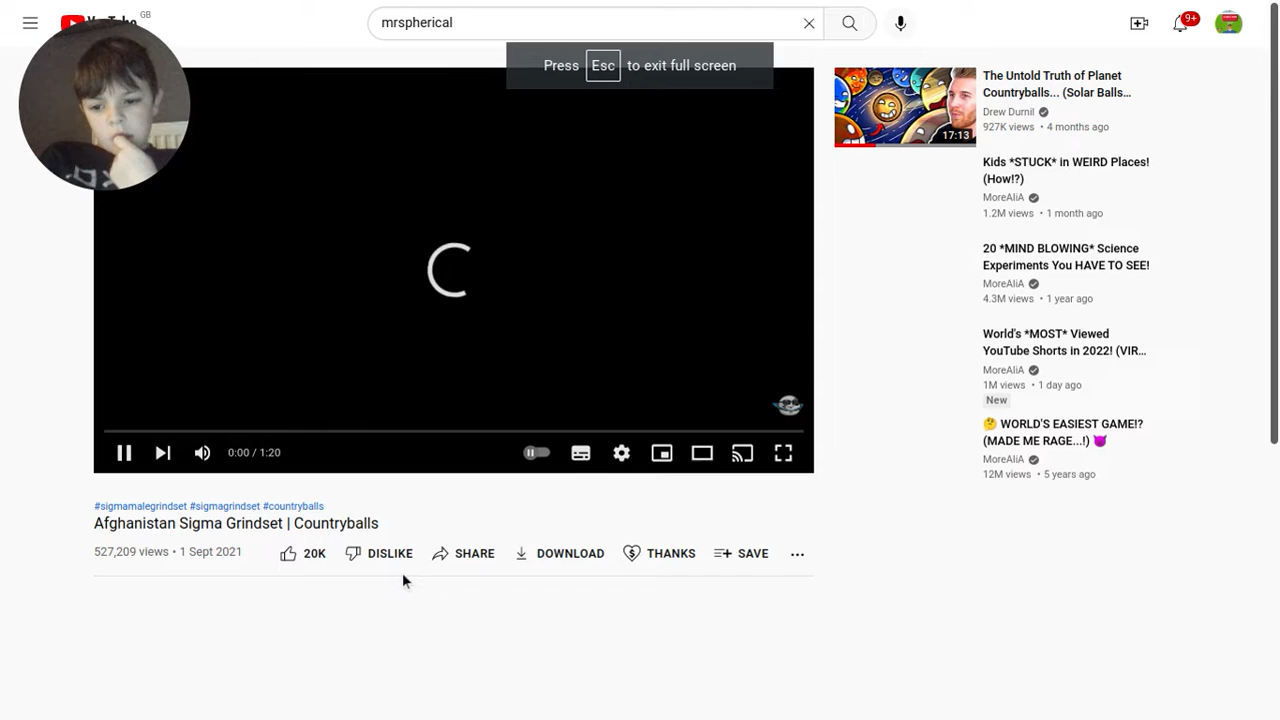 YouTube GB
mrspherical
9+
Press Esc to exit full screen
17:13
The Untold Truth of Planet
Countryballs... (Solar Balls...
Drew Durnil
927K views • 4 months ago
Kids *STUCK* in WEIRD Places!
(How!?)
MoreAliA
1.2M views • 1 month ago
20 *MIND BLOWING* Science
Experiments You HAVE TO SEE!
MoreAliA
4.3M views • 1 year ago
World's *MOST* Viewed
YouTube Shorts in 2022! (VIR...
MoreAliA
1M views • 1 day ago
New
🤔 WORLD'S EASIEST GAME!?
(MADE ME RAGE...!) 😈
MoreAliA
12M views • 5 years ago
0:00 / 1:20
#sigmamalegrindset #sigmagrindset #countryballs
Afghanistan Sigma Grindset | Countryballs
527,209 views • 1 Sept 2021
20K DISLIKE SHARE DOWNLOAD THANKS SAVE ...